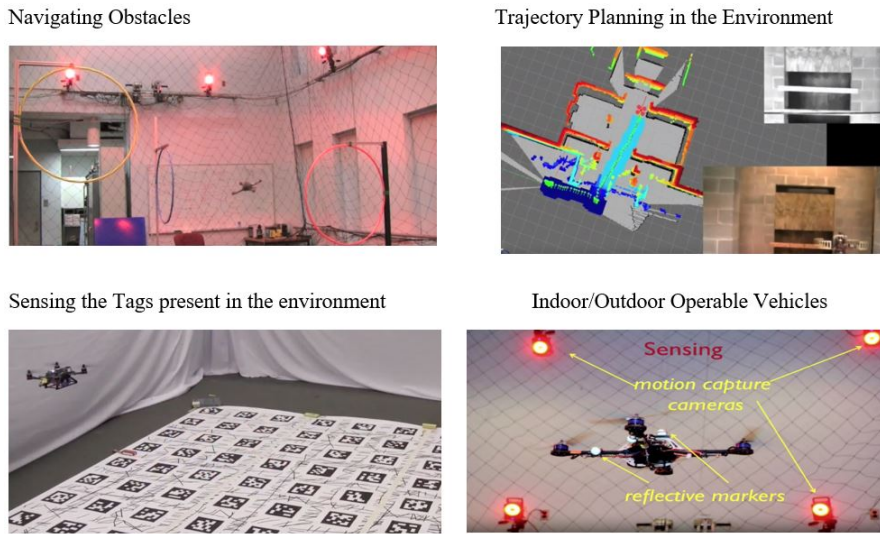 Navigating Obstacles
Trajectory Planning in the Environment
Sensing the Tags present in the environment
Indoor/Outdoor Operable Vehicles
Sensing
motion capture
cameras
reflective markers